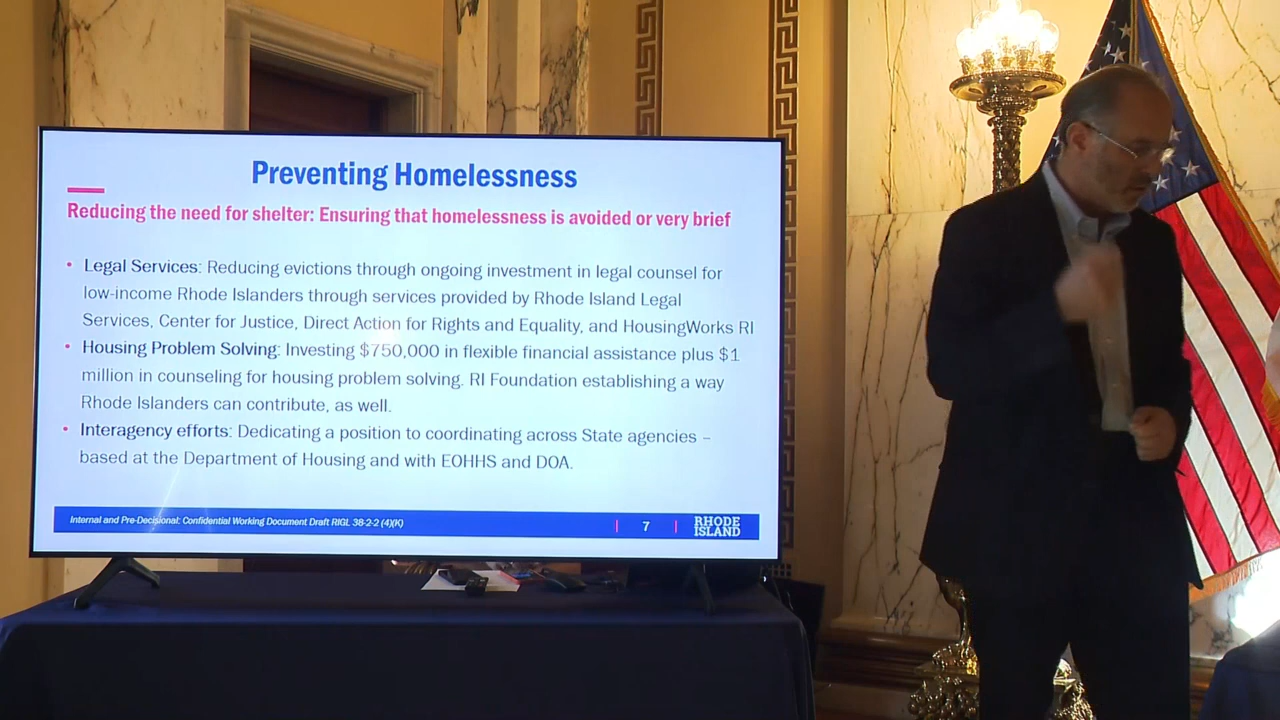 Preventing Homelessness
Reducing the need for shelter: Ensuring that homelessness is avoided or very brief
• Legal Services: Reducing evictions through ongoing investment in legal counsel for
low-income Rhode Islanders through services provided by Rhode Island Legal
Services, Center for Justice, Direct Action for Rights and Equality, and HousingWorks RI
• Housing Problem Solving: Investing $750,000 in flexible financial assistance plus $1
million in counseling for housing problem solving. RI Foundation establishing a way
Rhode Islanders can contribute, as well.
• Interagency efforts: Dedicating a position to coordinating across State agencies –
based at the Department of Housing and with EOHHS and DOA.
Internal and Pre-Decisional: Confidential Working Document Draft RIGL 38-2-2 (4)(K)
7
RHODE
ISLAND